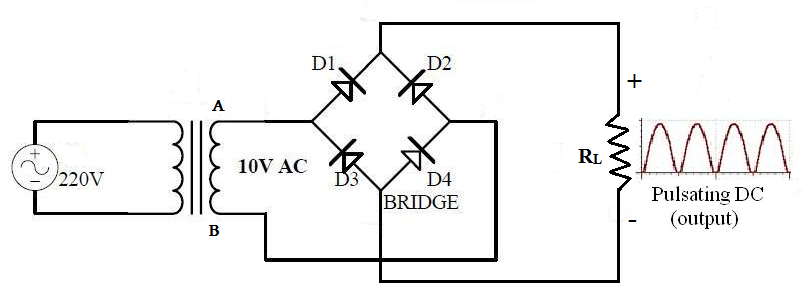 D1
D2
+
A
220V
10V AC
RL
D3
D4
BRIDGE
Pulsating DC
(output)
-
B